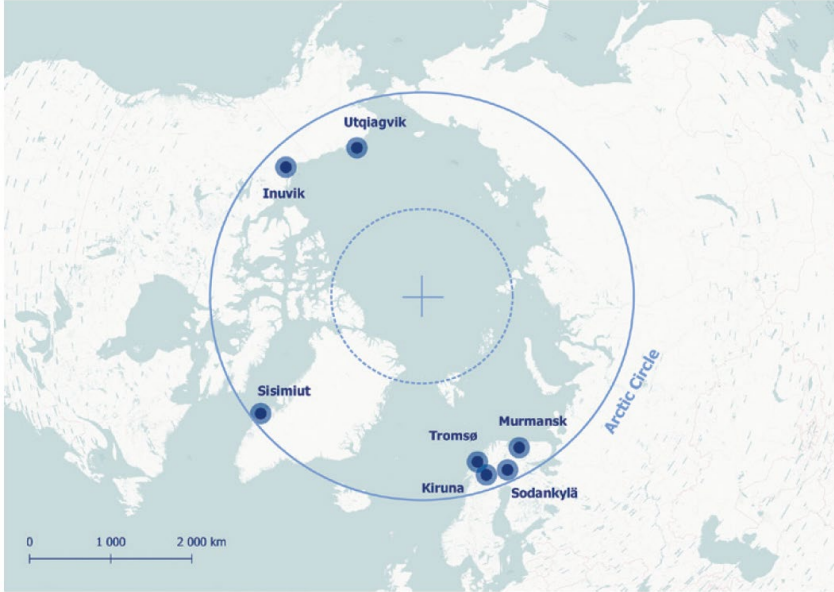 Utqiagvik
Inuvik
Sisimiut
Arctic Circle
Murmansk
Tromsø
Kiruna
Sodankylä
0 1 000 2 000 km